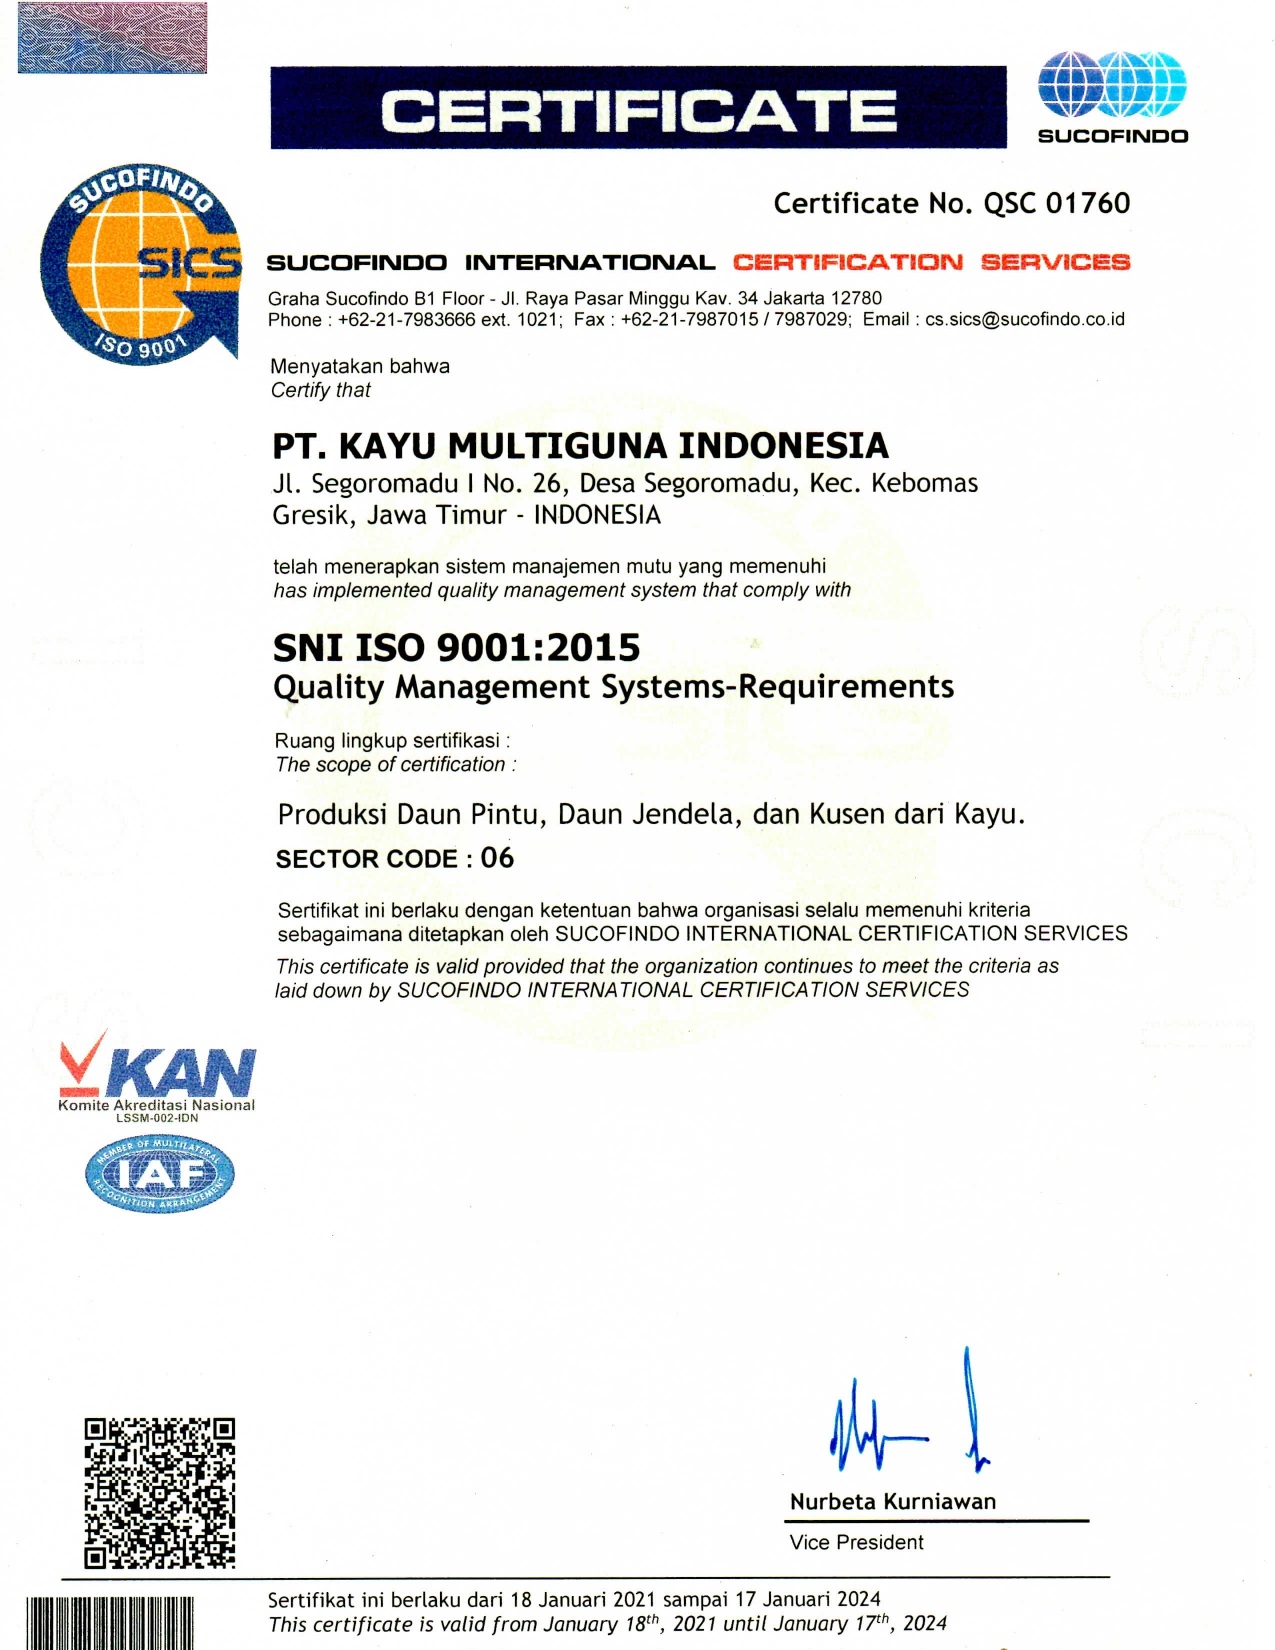 CERTIFICATE
SUCOFINDO
SUCOFINDO
SICS
ISO 9001
Certificate No. QSC 01760
SUCOFINDO INTERNATIONAL CERTIFICATION SERVICES
Graha Sucofindo B1 Floor - Jl. Raya Pasar Minggu Kav. 34 Jakarta 12780
Phone : +62-21-7983666 ext. 1021; Fax : +62-21-7987015 / 7987029; Email : cs.sics@sucofindo.co.id
Menyatakan bahwa
Certify that
PT. KAYU MULTIGUNA INDONESIA
Jl. Segoromadu I No. 26, Desa Segoromadu, Kec. Kebomas
Gresik, Jawa Timur - INDONESIA
telah menerapkan sistem manajemen mutu yang memenuhi
has implemented quality management system that comply with
SNI ISO 9001:2015
Quality Management Systems-Requirements
Ruang lingkup sertifikasi :
The scope of certification :
Produksi Daun Pintu, Daun Jendela, dan Kusen dari Kayu.
SECTOR CODE : 06
Sertifikat ini berlaku dengan ketentuan bahwa organisasi selalu memenuhi kriteria
sebagaimana ditetapkan oleh SUCOFINDO INTERNATIONAL CERTIFICATION SERVICES
This certificate is valid provided that the organization continues to meet the criteria as
laid down by SUCOFINDO INTERNATIONAL CERTIFICATION SERVICES
KAN
Komite Akreditasi Nasional
LSSM-002-IDN
MEMBER OF MULTILATERAL
IAF
RECOGNITION ARRANGEMENT
Nurbeta Kurniawan
Vice President
Sertifikat ini berlaku dari 18 Januari 2021 sampai 17 Januari 2024
This certificate is valid from January 18th, 2021 until January 17th, 2024